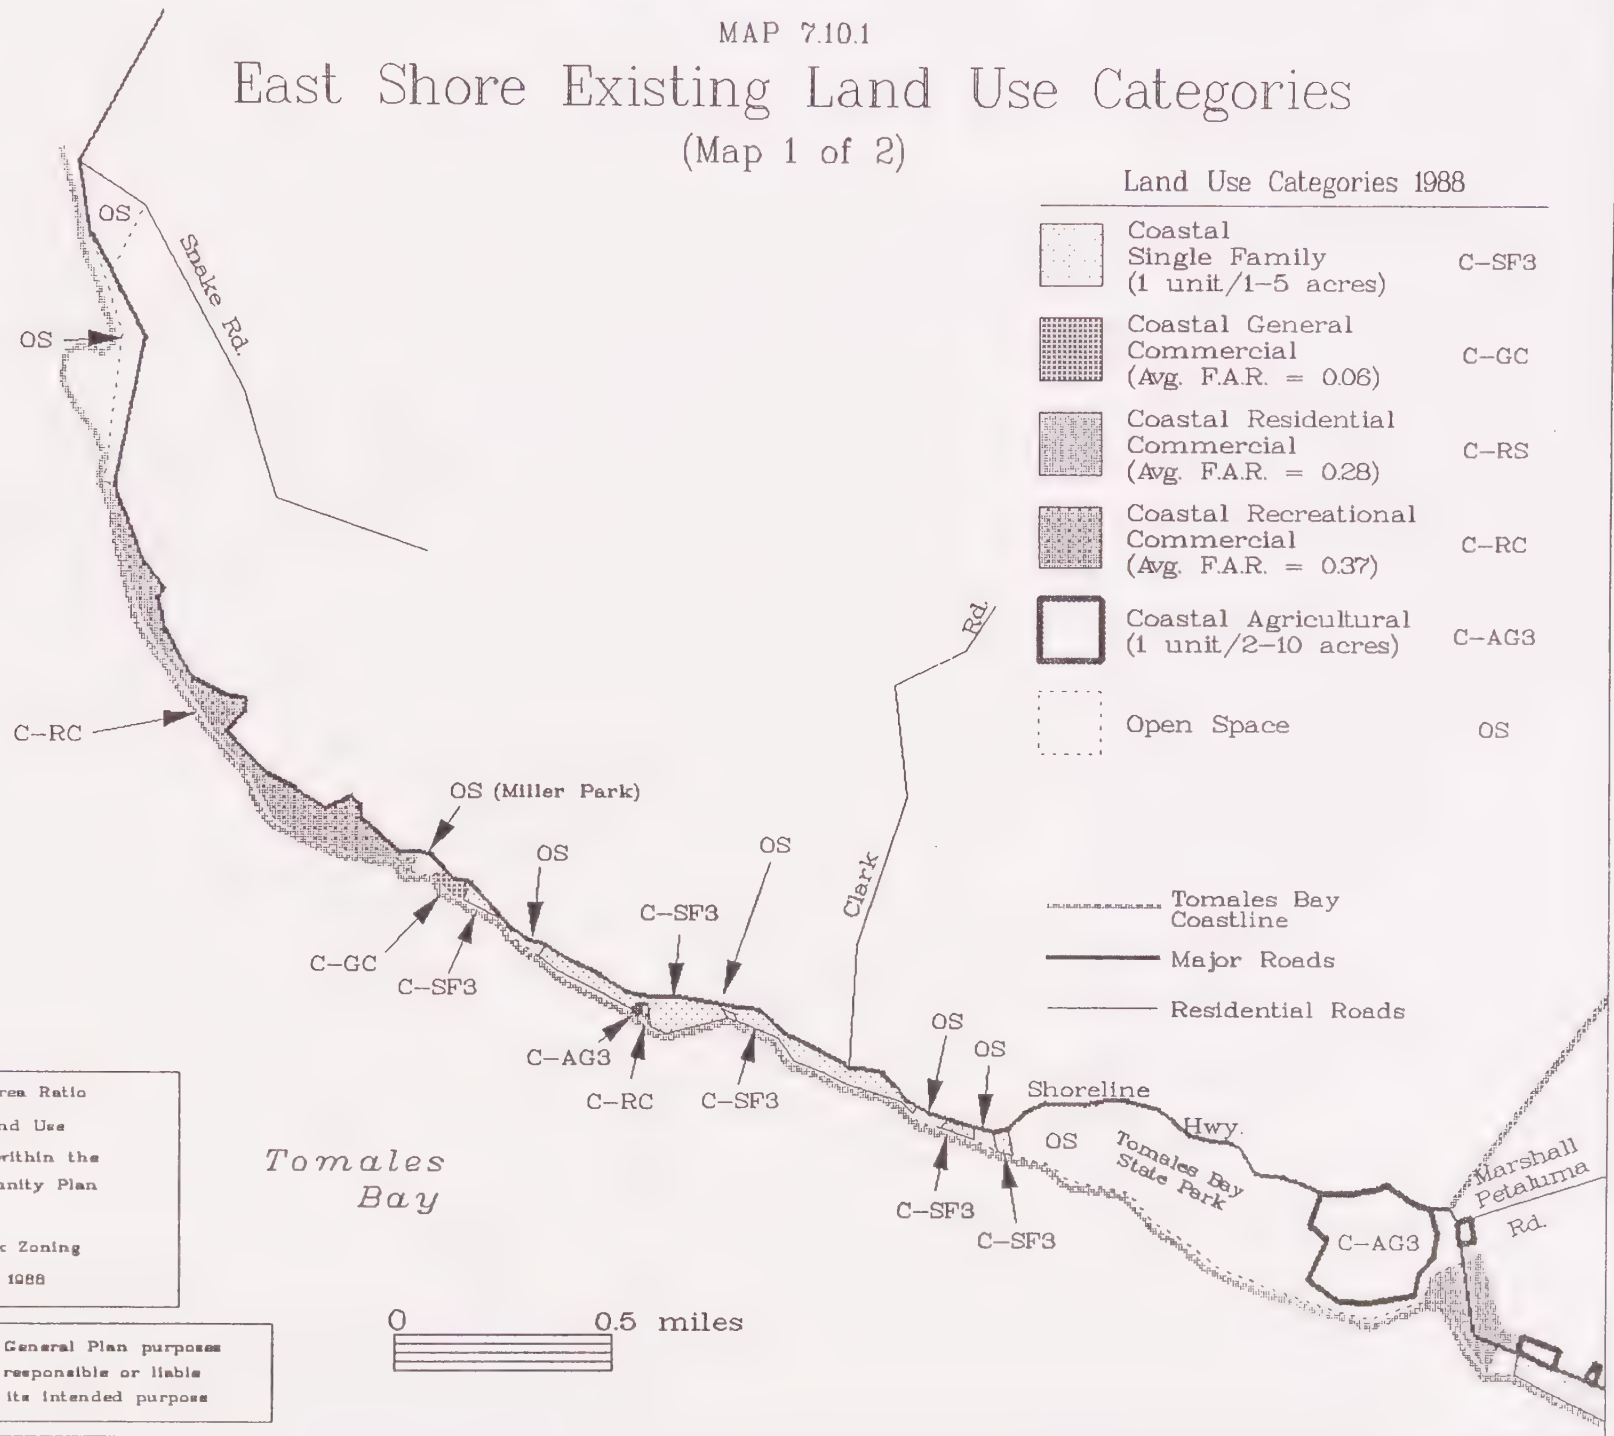 MAP 7.10.1
East Shore Existing Land Use Categories
(Map 1 of 2)
Land Use Categories 1988
Coastal
Single Family
(1 unit/1-5 acres)
C-SF3
Coastal General
Commercial
(Avg. F.A.R. = 0.06)
C-GC
Coastal Residential
Commercial
(Avg. F.A.R. = 0.28)
C-RS
Coastal Recreational
Commercial
(Avg. F.A.R. = 0.37)
C-RC
Coastal Agricultural
(1 unit/2-10 acres)
C-AG3
Open Space
OS
Tomales Bay
Coastline
Major Roads
Residential Roads
OS
Snake Rd.
OS
C-RC
OS (Miller Park)
OS
OS
C-SF3
Clark
Rd.
C-GC
C-SF3
C-AG3
C-RC
C-SF3
OS
OS
Shoreline
Hwy.
OS
Tomales Bay
State Park
C-SF3
C-SF3
C-AG3
Marshall
Petaluma
Rd.
Tomales
Bay
rea Ratio
nd Use
within the
unity Plan
Zoning
1988
General Plan purposes
responsible or liable
its intended purpose
0
0.5 miles